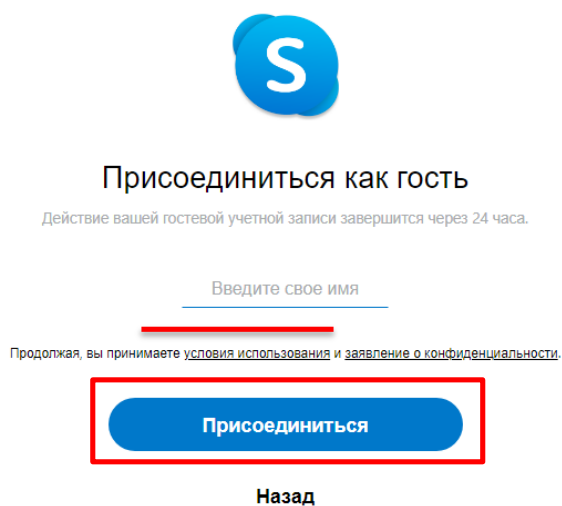 S
Присоединиться как гость
Действие вашей гостевой учетной записи завершится через 24 часа.
Введите свое имя
Продолжая, вы принимаете условия использования и заявление о конфиденциальности.
Присоединиться
Назад